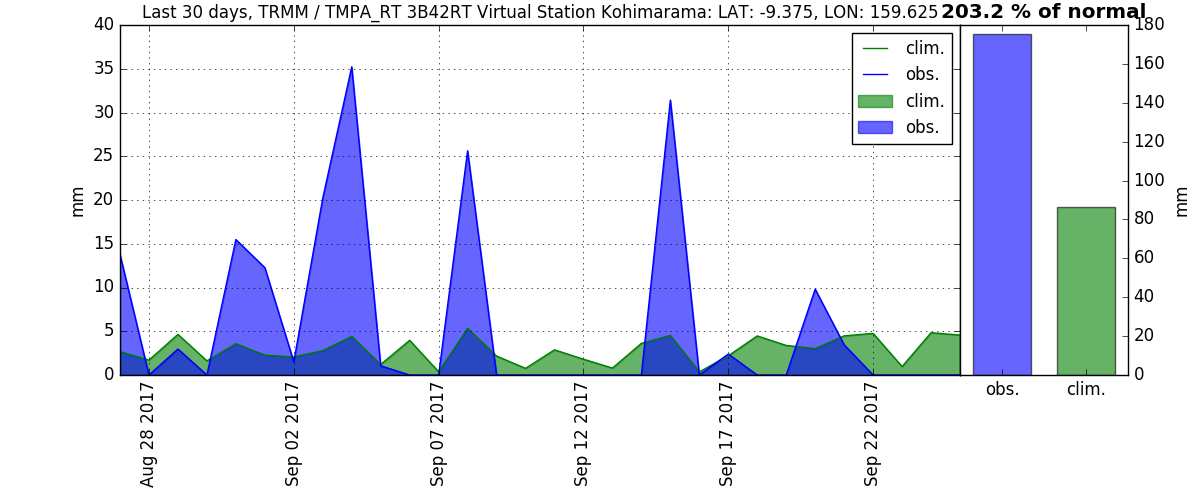 Last 30 days, TRMM / TMPA_RT 3B42RT Virtual Station Kohimarama: LAT: -9.375, LON: 159.625 203.2 % of normal
40
35
30
25
20
15
10
5
0
mm
clim.
obs.
clim.
obs.
180
160
140
120
100
80
60
40
20
0
mm
Aug 28 2017
Sep 02 2017
Sep 07 2017
Sep 12 2017
Sep 17 2017
Sep 22 2017
obs. clim.